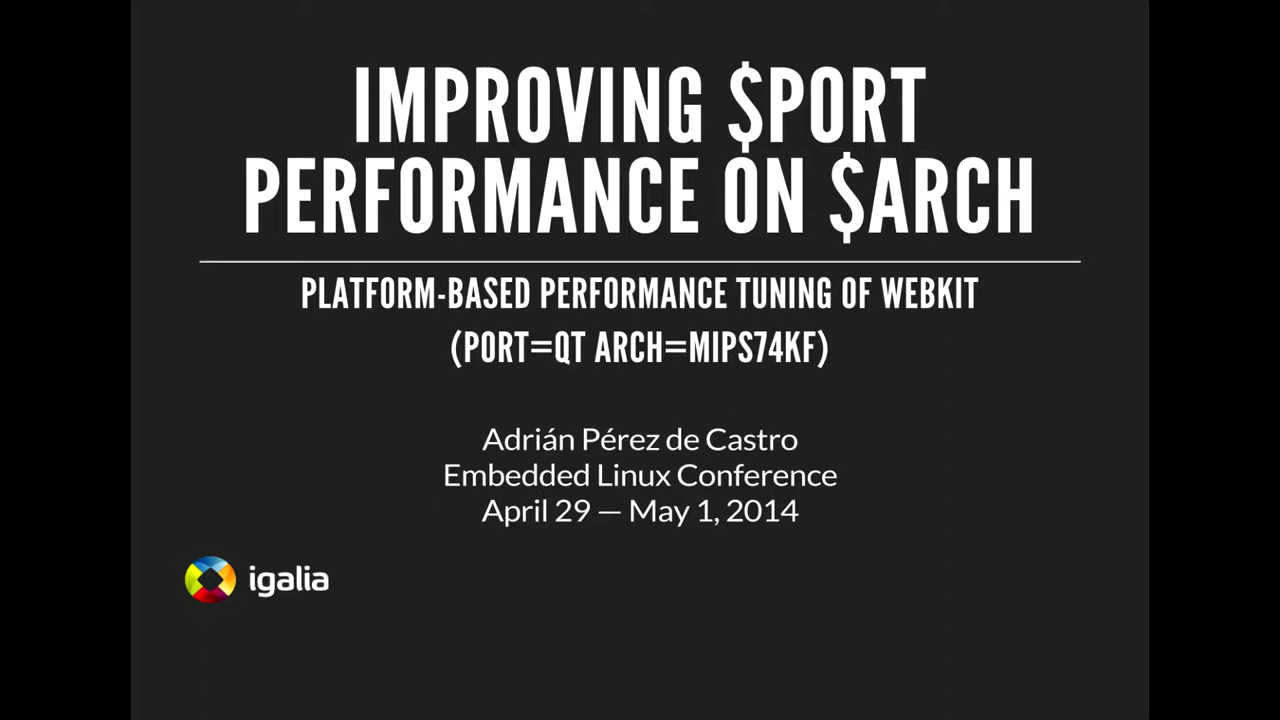 IMPROVING $PORT
PERFORMANCE ON $ARCH
PLATFORM-BASED PERFORMANCE TUNING OF WEBKIT
(PORT=QT ARCH=MIPS74KF)
Adrián Pérez de Castro
Embedded Linux Conference
April 29 — May 1, 2014
igalia